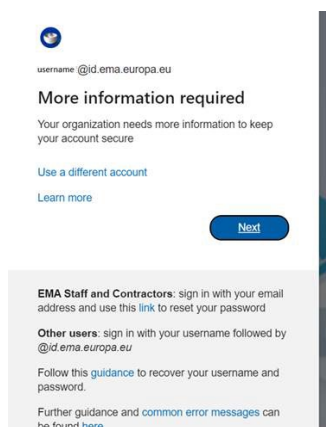 username @id.ema.europa.eu
More information required
Your organization needs more information to keep
your account secure
Use a different account
Learn more
Next
EMA Staff and Contractors: sign in with your email
address and use this link to reset your password
Other users: sign in with your username followed by
@id.ema.europa.eu
Follow this guidance to recover your username and
password.
Further guidance and common error messages can
be found here